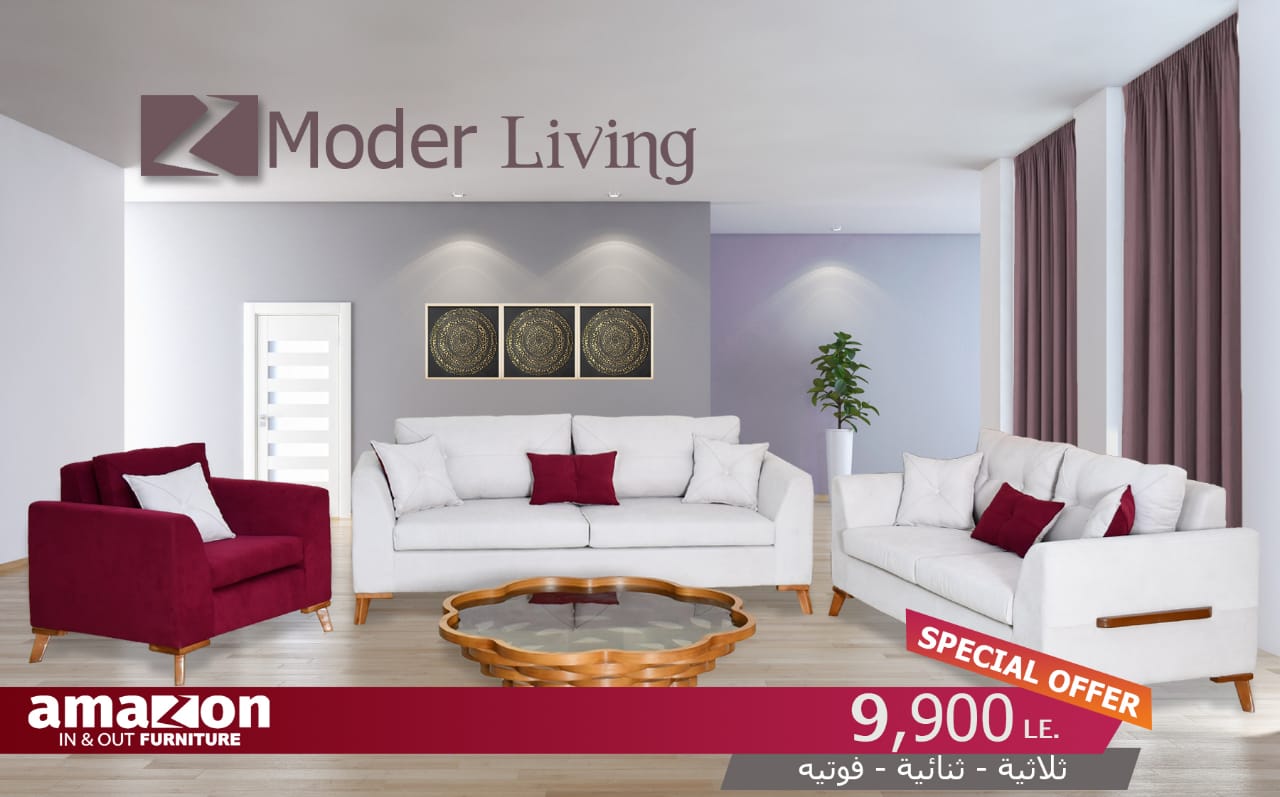 Moder Living
SPECIAL OFFER
amazon
IN & OUT FURNITURE
9,900 LE.
ثلاثية - ثنائية - فوتيه